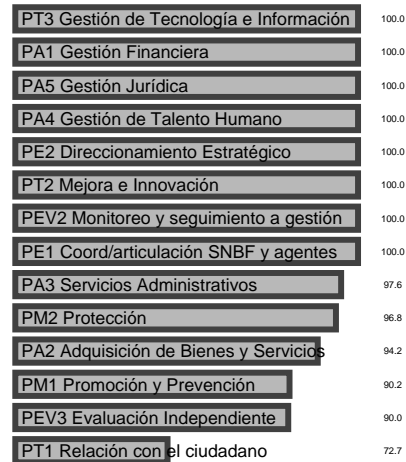 PT3 Gestión de Tecnología e Información 100.0
PA1 Gestión Financiera 100.0
PA5 Gestión Jurídica 100.0
PA4 Gestión de Talento Humano 100.0
PE2 Direccionamiento Estratégico 100.0
PT2 Mejora e Innovación 100.0
PEV2 Monitoreo y seguimiento a gestión 100.0
PE1 Coord/articulación SNBF y agentes 100.0
PA3 Servicios Administrativos 97.6
PM2 Protección 96.8
PA2 Adquisición de Bienes y Servicios 94.2
PM1 Promoción y Prevención 90.2
PEV3 Evaluación Independiente 90.0
PT1 Relación con el ciudadano 72.7